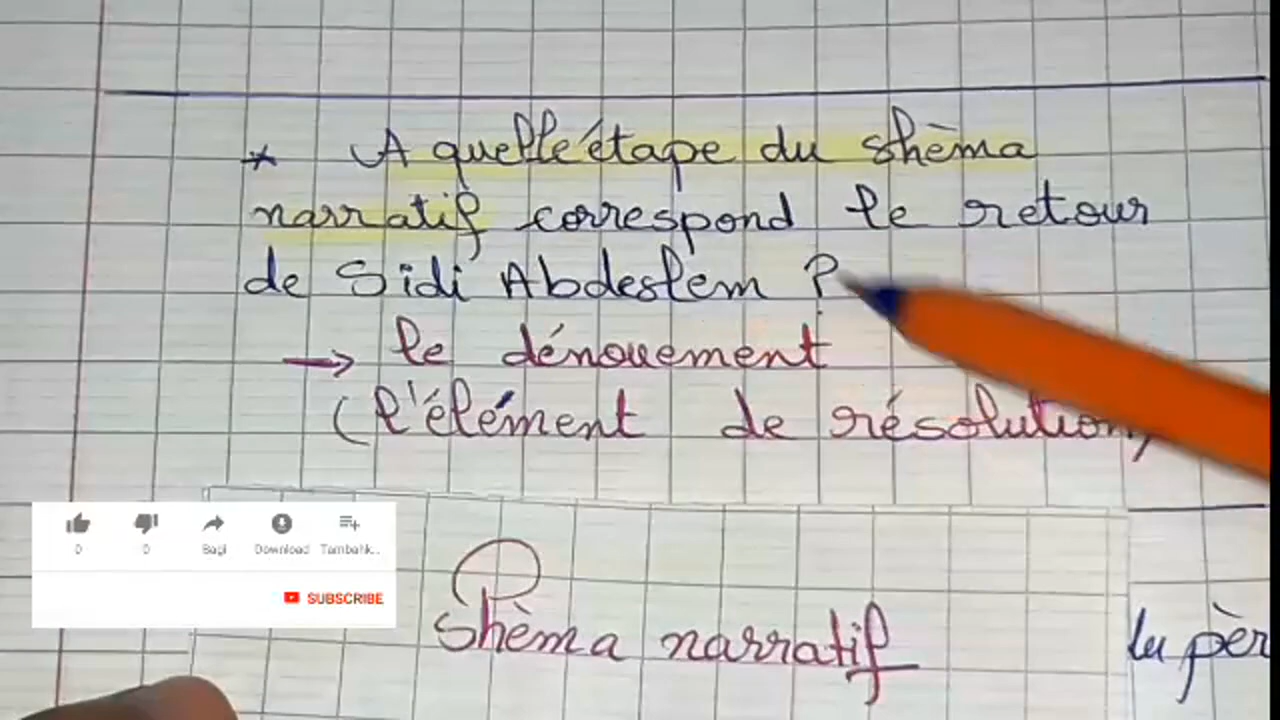 * A quelle étape du shèma
narratif correspond le retour
de Sidi Abdeslem ?
→ le dénouement
(l'élément de résolution)
0 0 Bagi Download Tambahk..
SUBSCRIBE
Shèma narratif
du pèr